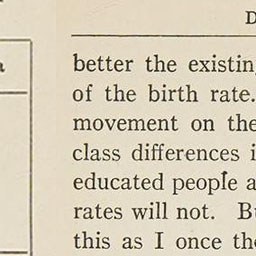 D
better the existin
of the birth rate.
movement on the
class differences i
educated people a
rates will not. Bu
this as I once the